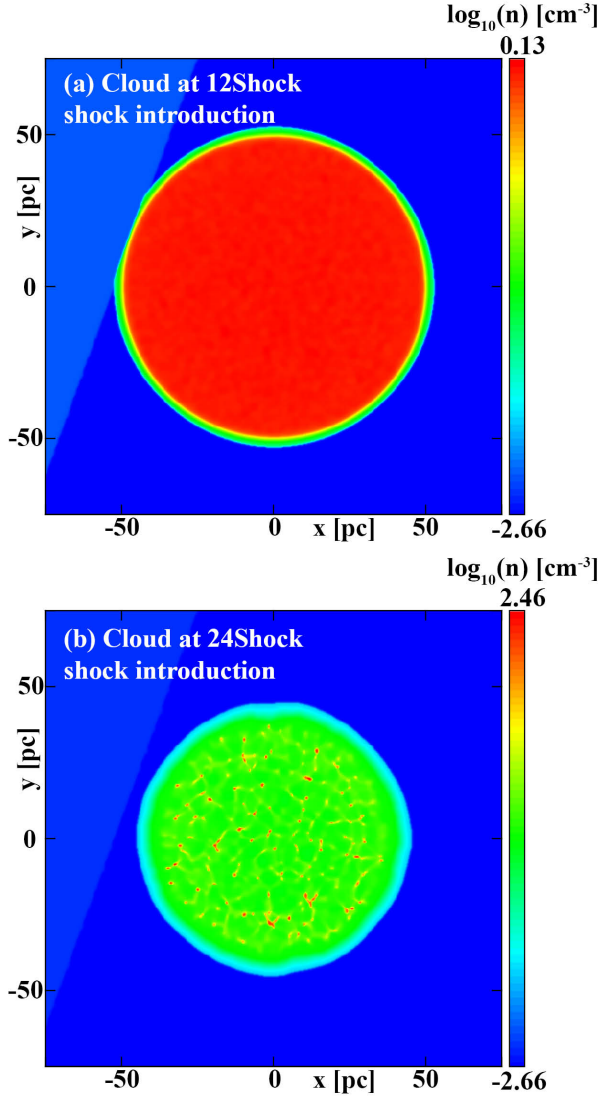 log₁₀(n) [cm⁻³]
0.13
(a) Cloud at 12Shock
shock introduction
50
y [pc]
0
-50
-50 0 x [pc] 50
-2.66
log₁₀(n) [cm⁻³]
2.46
(b) Cloud at 24Shock
shock introduction
50
y [pc]
0
-50
-50 0 x [pc] 50
-2.66